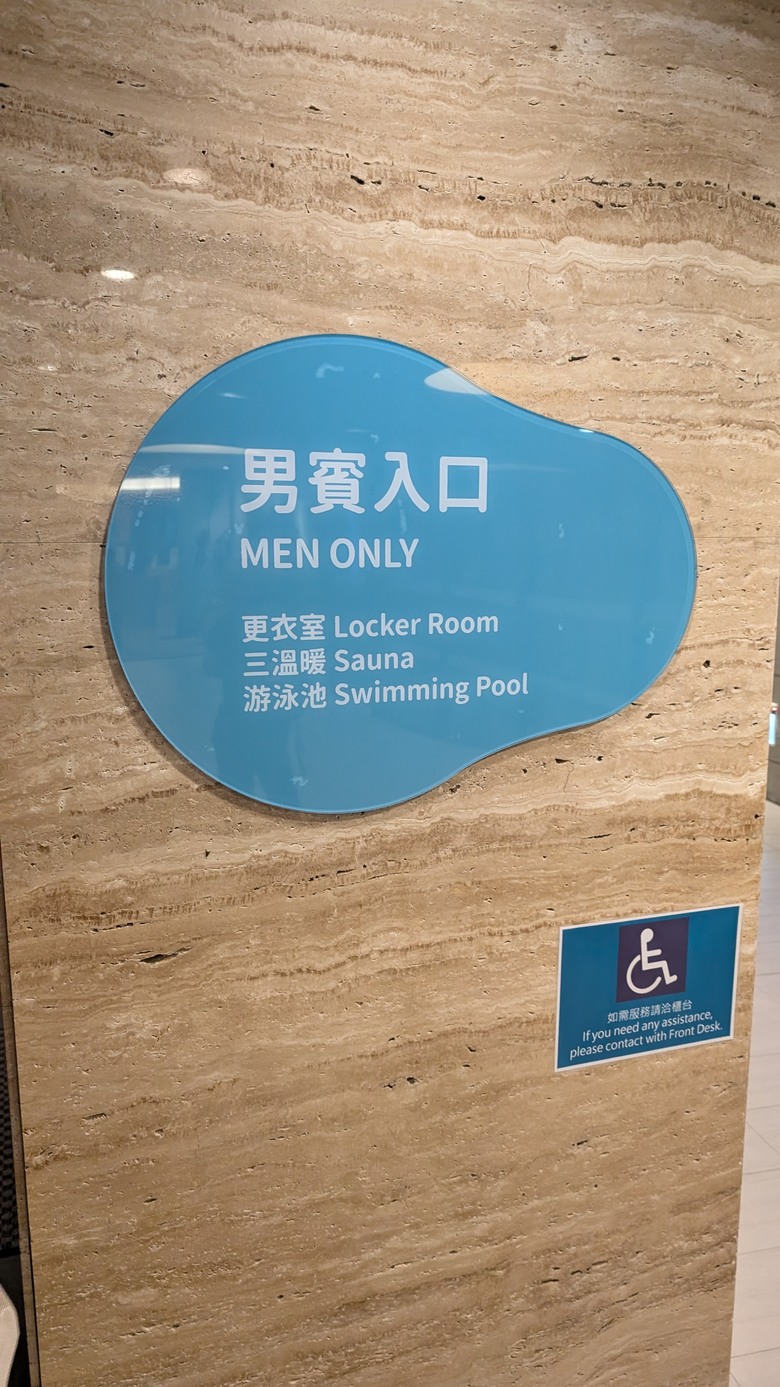 男賓入口
MEN ONLY
更衣室 Locker Room
三溫暖 Sauna
游泳池 Swimming Pool
如需服務請洽櫃台
If you need any assistance,
please contact with Front Desk.